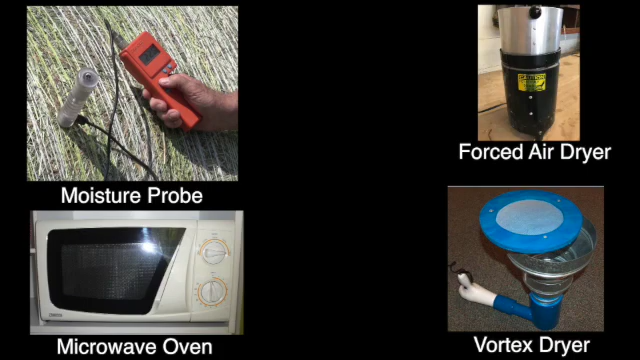 Moisture Probe
Forced Air Dryer
Microwave Oven
Vortex Dryer